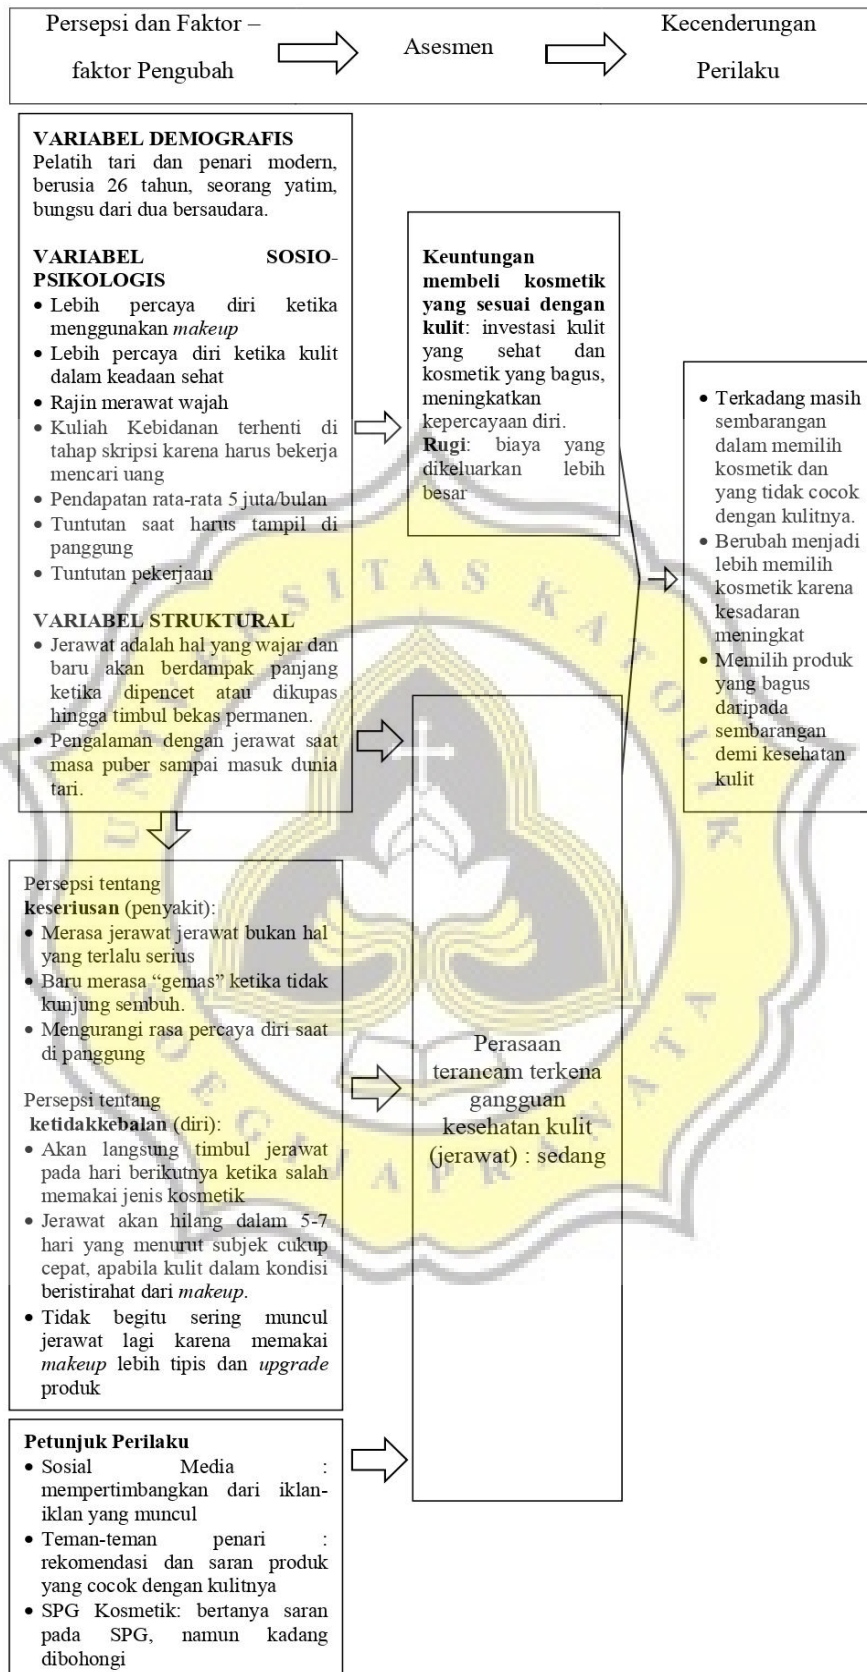 Persepsi dan Faktor –
faktor Pengubah
Asesmen
Kecenderungan
Perilaku
VARIABEL DEMOGRAFIS
Pelatih tari dan penari modern,
berusia 26 tahun, seorang yatim,
bungsu dari dua bersaudara.
VARIABEL SOSIO-
PSIKOLOGIS
• Lebih percaya diri ketika
menggunakan makeup
• Lebih percaya diri ketika kulit
dalam keadaan sehat
• Rajin merawat wajah
• Kuliah Kebidanan terhenti di
tahap skripsi karena harus bekerja
mencari uang
• Pendapatan rata-rata 5 juta/bulan
• Tuntutan saat harus tampil di
panggung
• Tuntutan pekerjaan
VARIABEL STRUKTURAL
• Jerawat adalah hal yang wajar dan
baru akan berdampak panjang
ketika dipencet atau dikupas
hingga timbul bekas permanen.
• Pengalaman dengan jerawat saat
masa puber sampai masuk dunia
tari.
Keuntungan
membeli kosmetik
yang sesuai dengan
kulit: investasi kulit
yang sehat dan
kosmetik yang bagus,
meningkatkan
kepercayaan diri.
Rugi: biaya yang
dikeluarkan lebih
besar
• Terkadang masih
sembarangan
dalam memilih
kosmetik dan
yang tidak cocok
dengan kulitnya.
• Berubah menjadi
lebih memilih
kosmetik karena
kesadaran
meningkat
• Memilih produk
yang bagus
daripada
sembarangan
demi kesehatan
kulit
Persepsi tentang
keseriusan (penyakit):
• Merasa jerawat jerawat bukan hal
yang terlalu serius
• Baru merasa “gemas” ketika tidak
kunjung sembuh.
• Mengurangi rasa percaya diri saat
di panggung
Persepsi tentang
ketidakkebalan (diri):
• Akan langsung timbul jerawat
pada hari berikutnya ketika salah
memakai jenis kosmetik
• Jerawat akan hilang dalam 5-7
hari yang menurut subjek cukup
cepat, apabila kulit dalam kondisi
beristirahat dari makeup.
• Tidak begitu sering muncul
jerawat lagi karena memakai
makeup lebih tipis dan upgrade
produk
Perasaan
terancam terkena
gangguan
kesehatan kulit
(jerawat) : sedang
Petunjuk Perilaku
• Sosial Media :
mempertimbangkan dari iklan-
iklan yang muncul
• Teman-teman penari :
rekomendasi dan saran produk
yang cocok dengan kulitnya
• SPG Kosmetik: bertanya saran
pada SPG, namun kadang
dibohongi
UNIVERSITAS KATOLIK
SOEGIJAPRANATA